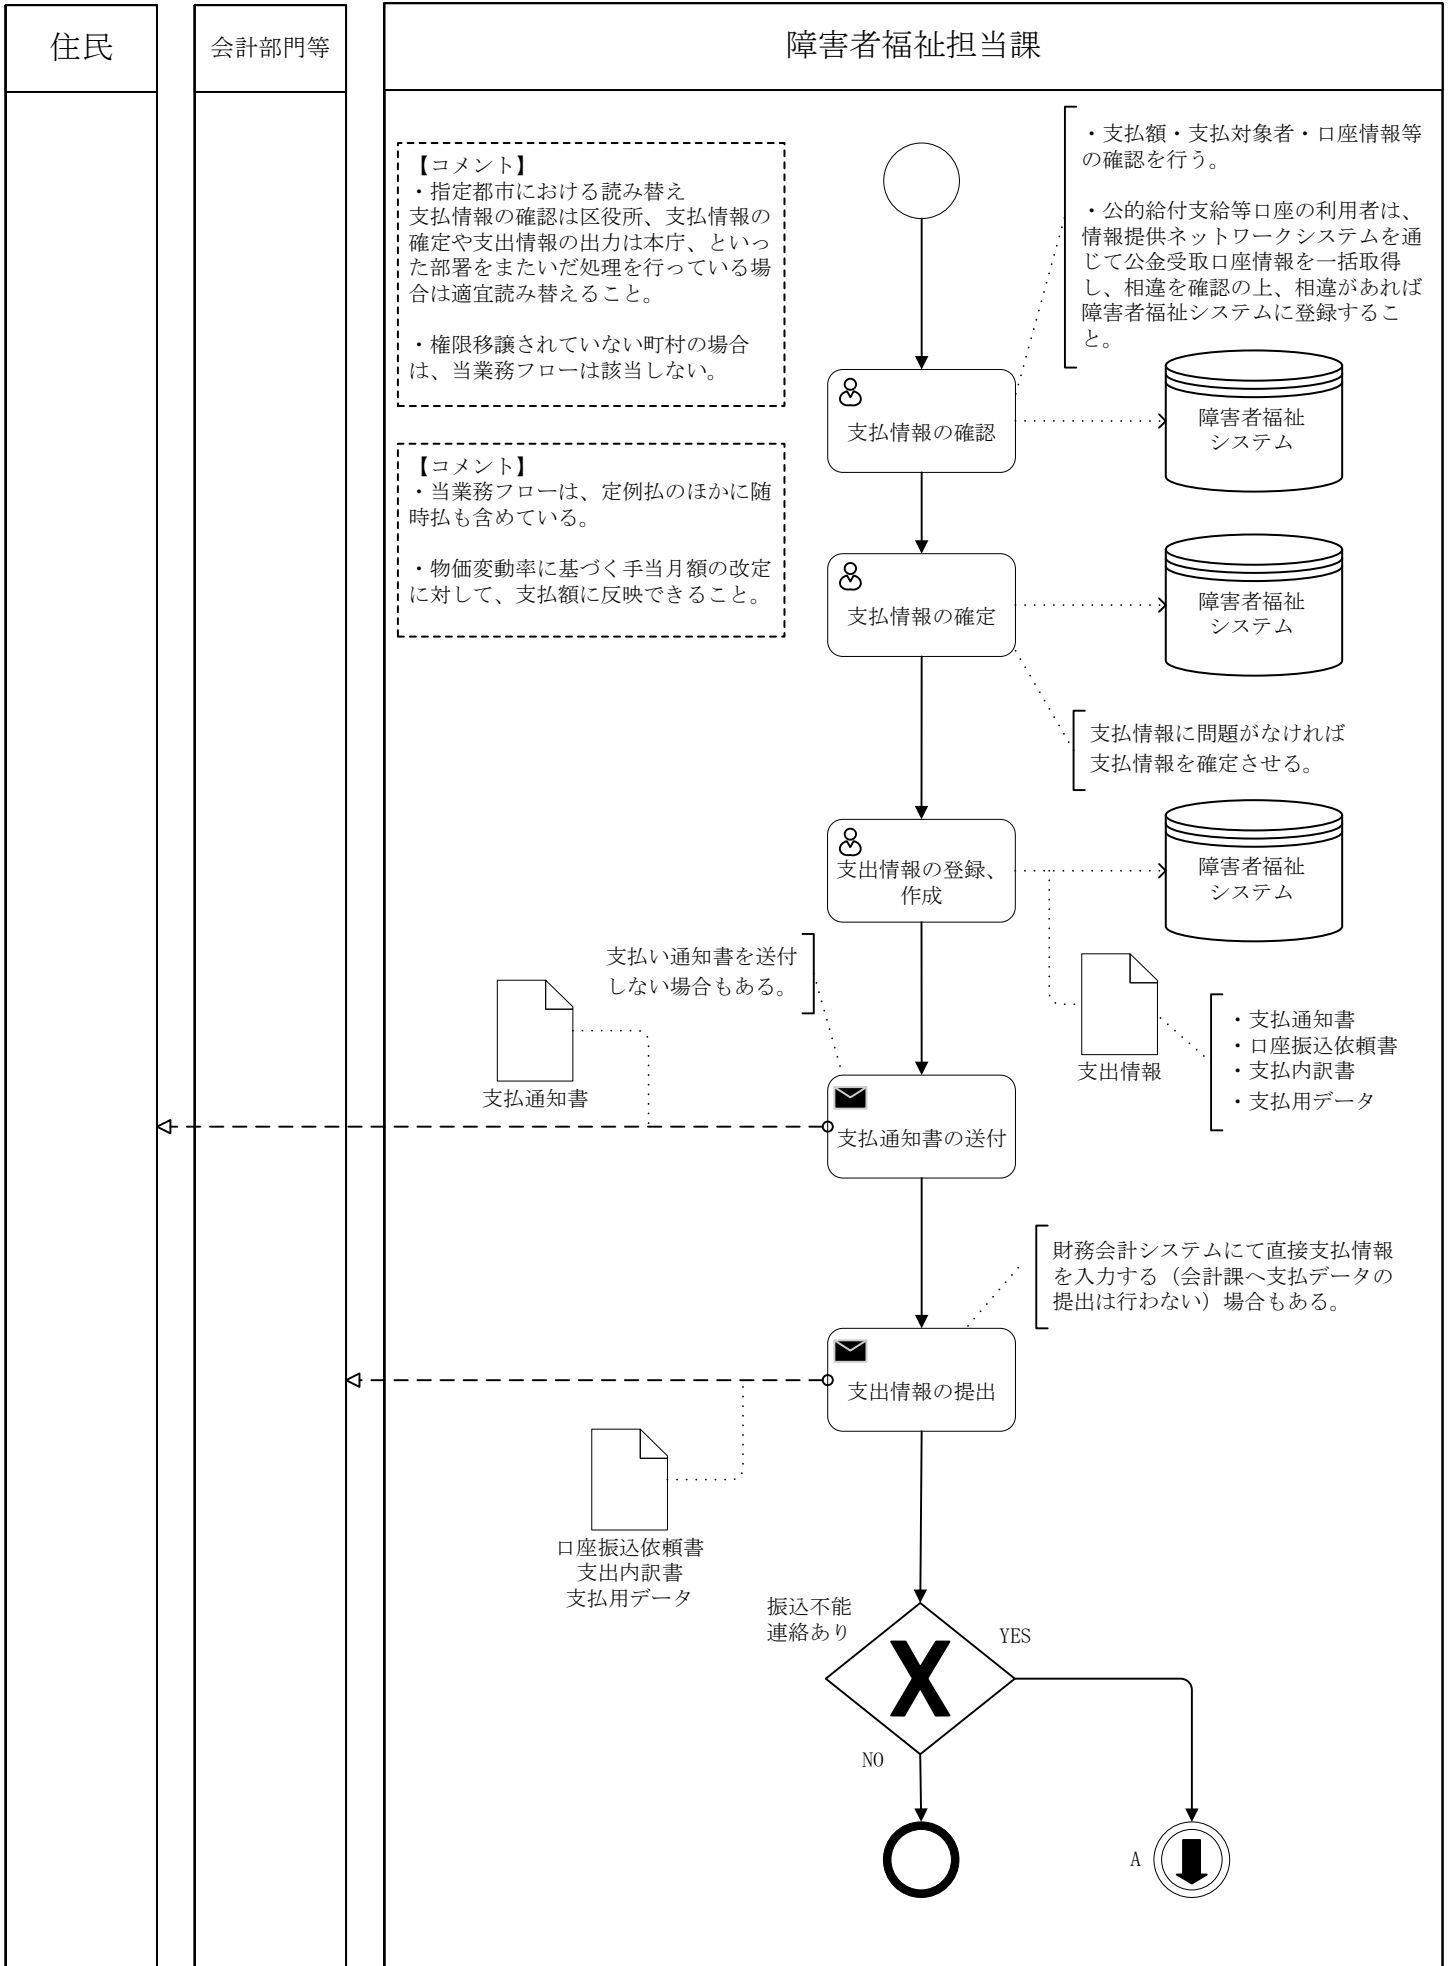 住民
会計部門等
障害者福祉担当課
【コメント】
・指定都市における読み替え
支払情報の確認は区役所、支払情報の
確定や支出情報の出力は本庁、といっ
た部署をまたいだ処理を行っている場
合は適宜読み替えること。
・権限移譲されていない町村の場合
は、当業務フローは該当しない。
・支払額・支払対象者・口座情報等
の確認を行う。
・公的給付支給等口座の利用者は、
情報提供ネットワークシステムを通
じて公金受取口座情報を一括取得
し、相違を確認の上、相違があれば
障害者福祉システムに登録するこ
と。
支払情報の確認
障害者福祉
システム
【コメント】
・当業務フローは、定例払のほかに随
時払も含めている。
・物価変動率に基づく手当月額の改定
に対して、支払額に反映できること。
支払情報の確定
障害者福祉
システム
支払情報に問題がなければ
支払情報を確定させる。
支出情報の登録、
作成
障害者福祉
システム
支払い通知書を送付
しない場合もある。
支払通知書
支出情報
・支払通知書
・口座振込依頼書
・支払内訳書
・支払用データ
支払通知書の送付
財務会計システムにて直接支払情報
を入力する（会計課へ支払データの
提出は行わない）場合もある。
支出情報の提出
口座振込依頼書
支出内訳書
支払用データ
振込不能
連絡あり
YES
NO
A